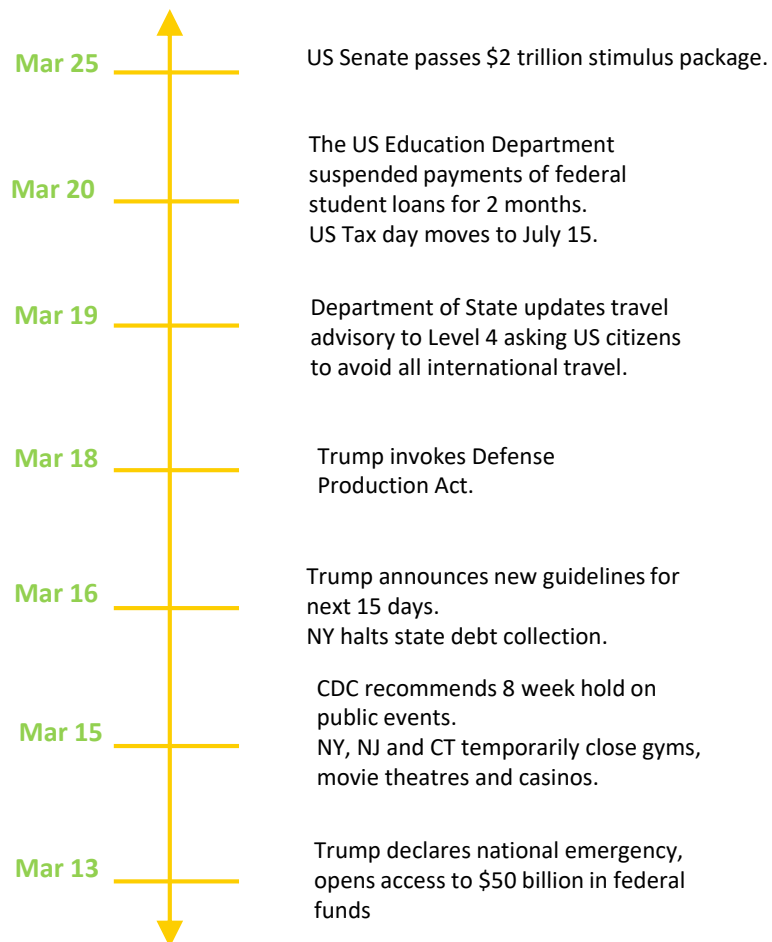 Mar 25
US Senate passes $2 trillion stimulus package.
Mar 20
The US Education Department
suspended payments of federal
student loans for 2 months.
US Tax day moves to July 15.
Mar 19
Department of State updates travel
advisory to Level 4 asking US citizens
to avoid all international travel.
Mar 18
Trump invokes Defense
Production Act.
Mar 16
Trump announces new guidelines for
next 15 days.
NY halts state debt collection.
Mar 15
CDC recommends 8 week hold on
public events.
NY, NJ and CT temporarily close gyms,
movie theatres and casinos.
Mar 13
Trump declares national emergency,
opens access to $50 billion in federal
funds